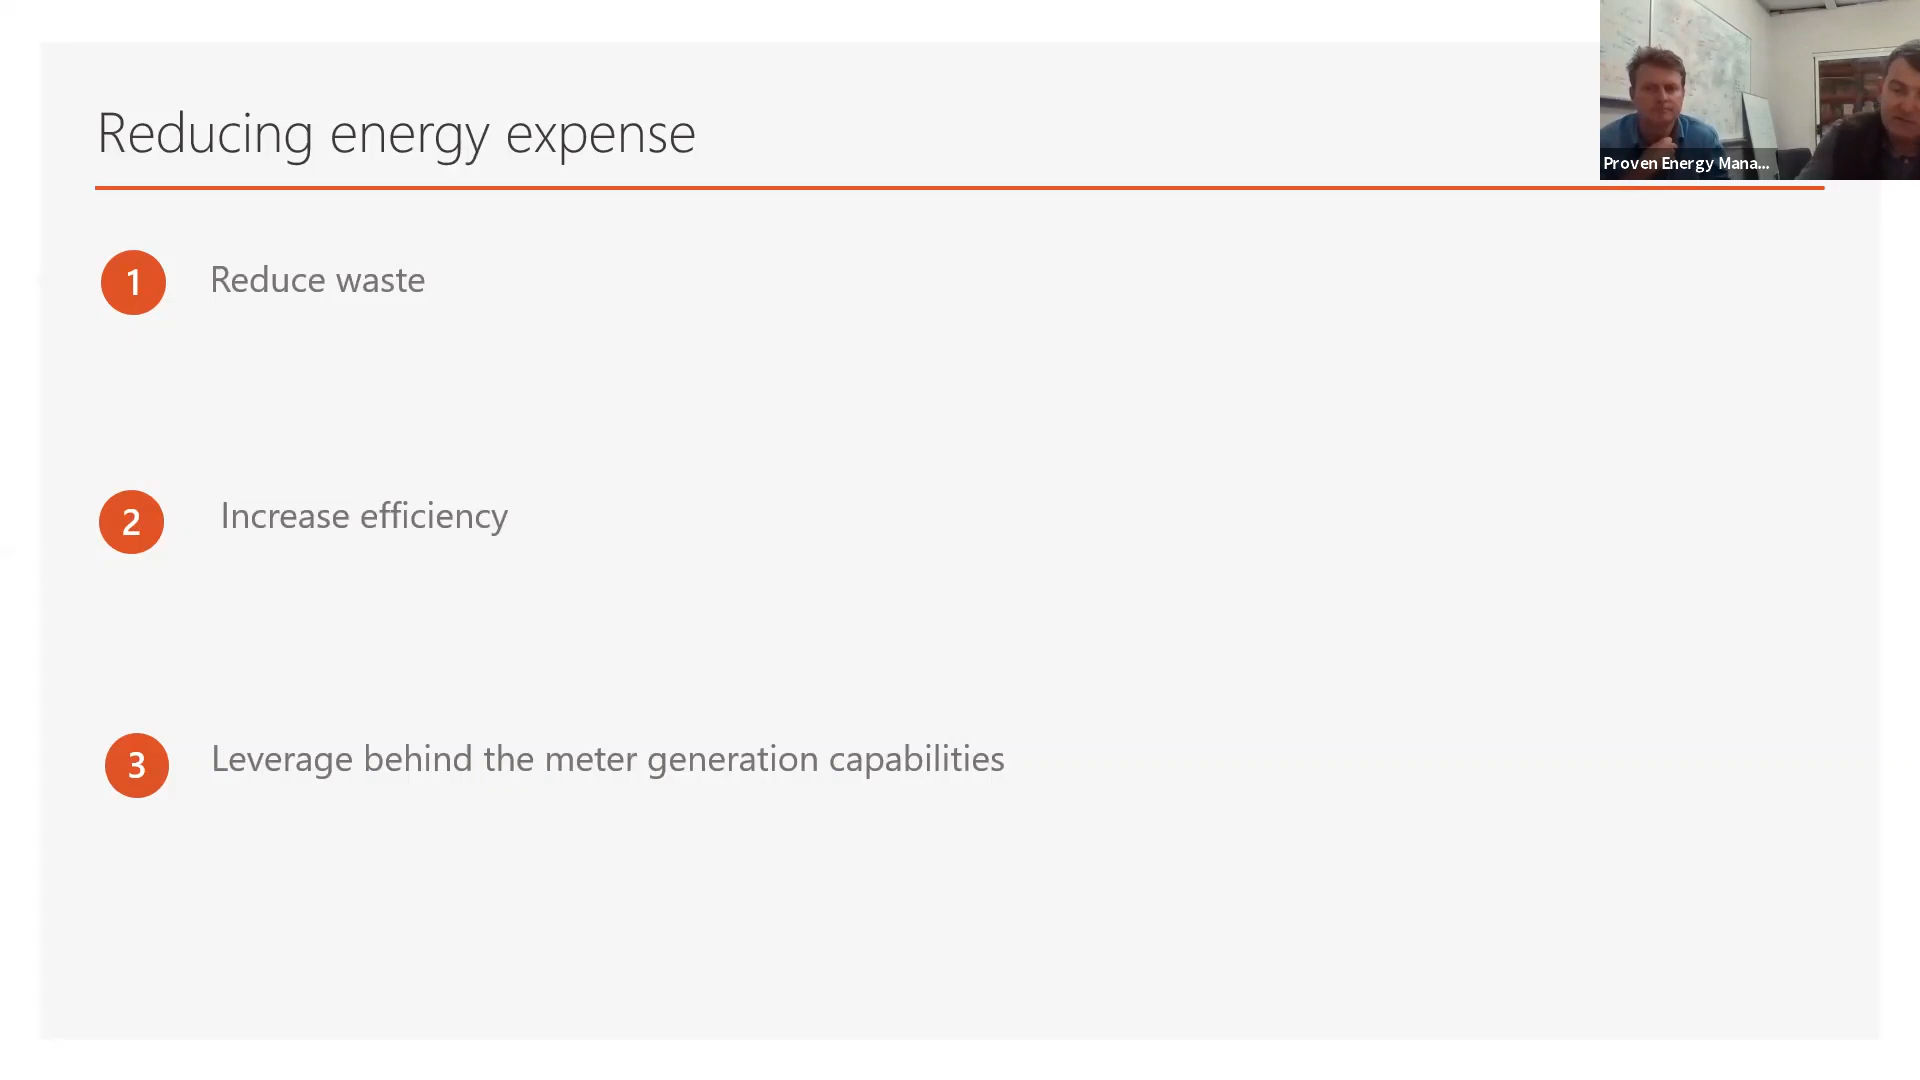 Reducing energy expense
Proven Energy Mana...
1 Reduce waste
2 Increase efficiency
3 Leverage behind the meter generation capabilities